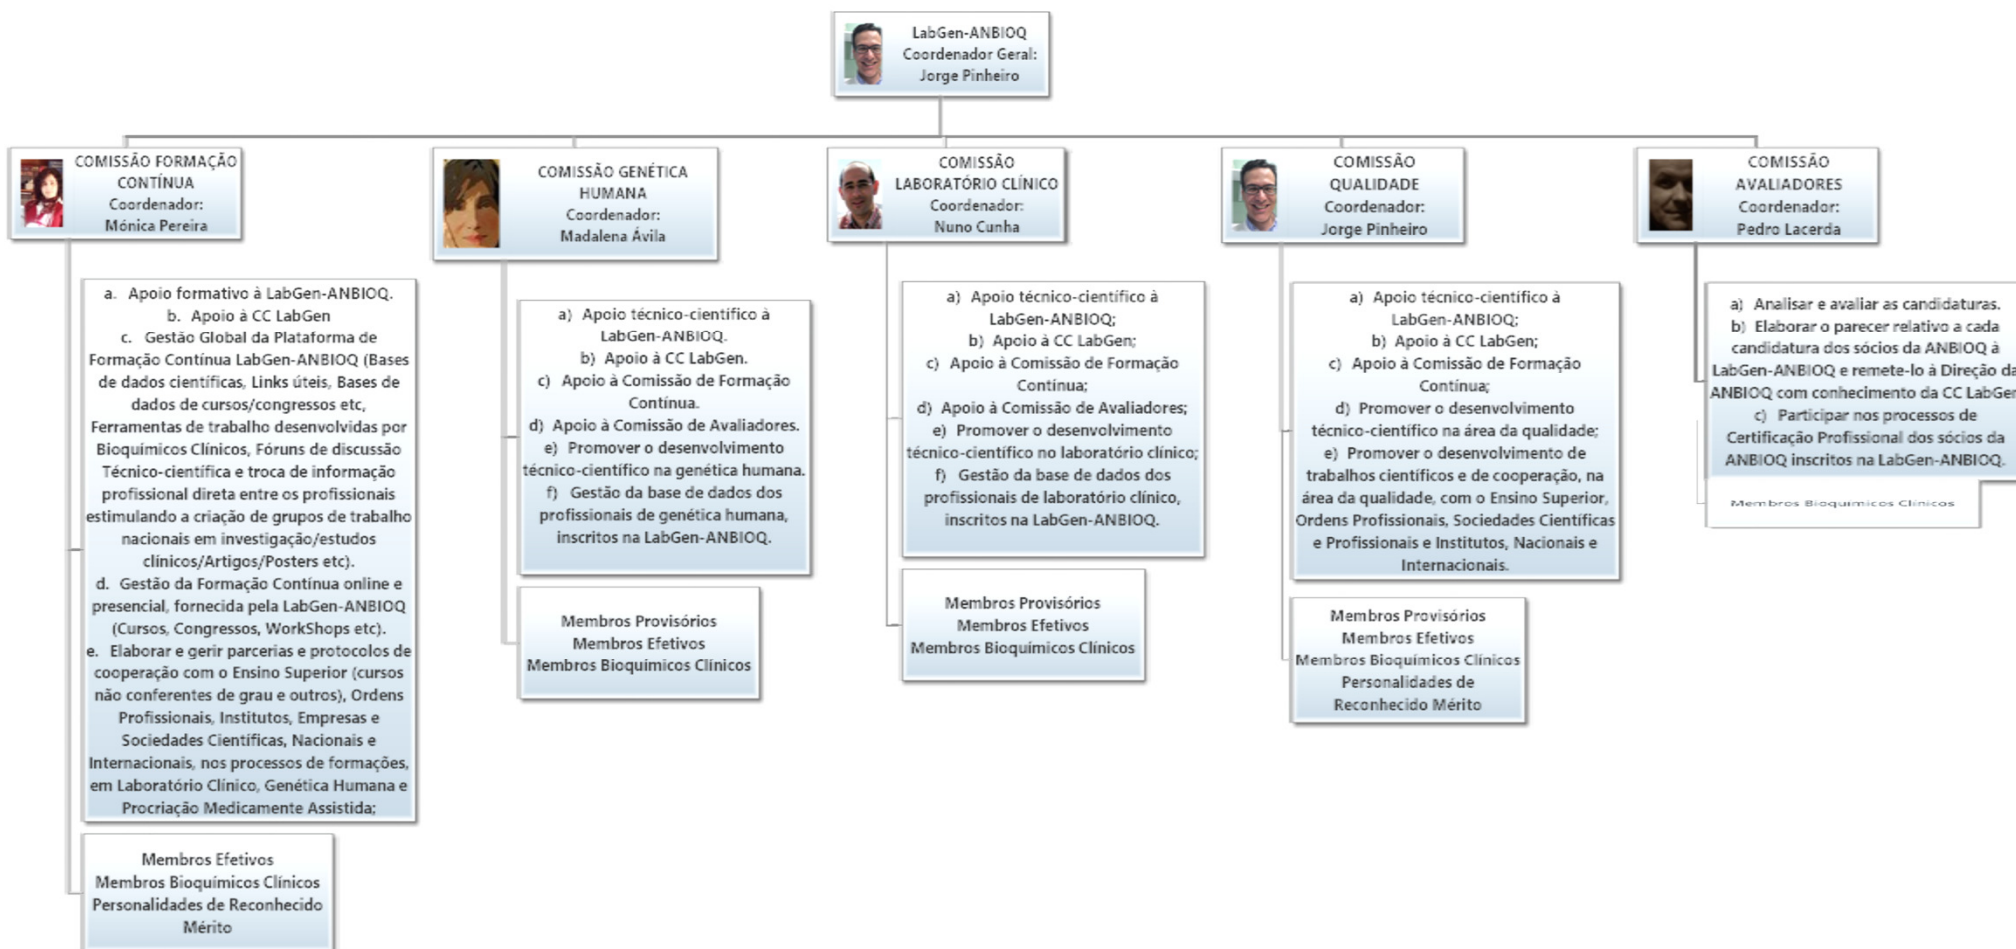 LabGen-ANBIOQ
Coordenador Geral:
Jorge Pinheiro
COMISSÃO FORMAÇÃO
CONTÍNUA
Coordenador:
Mónica Pereira
a. Apoio formativo à LabGen-ANBIOQ.
b. Apoio à CC LabGen
c. Gestão Global da Plataforma de
Formação Contínua LabGen-ANBIOQ (Bases
de dados científicas, Links úteis, Bases de
dados de cursos/congressos etc,
Ferramentas de trabalho desenvolvidas por
Bioquímicos Clínicos, Fóruns de discussão
Técnico-científica e troca de informação
profissional direta entre os profissionais
estimulando a criação de grupos de trabalho
nacionais em investigação/estudos
clínicos/Artigos/Posters etc).
d. Gestão da Formação Contínua online e
presencial, fornecida pela LabGen-ANBIOQ
(Cursos, Congressos, WorkShops etc).
e. Elaborar e gerir parcerias e protocolos de
cooperação com o Ensino Superior (cursos
não conferentes de grau e outros), Ordens
Profissionais, Institutos, Empresas e
Sociedades Científicas, Nacionais e
Internacionais, nos processos de formações,
em Laboratório Clínico, Genética Humana e
Procriação Medicamente Assistida;
Membros Efetivos
Membros Bioquímicos Clínicos
Personalidades de Reconhecido
Mérito
COMISSÃO GENÉTICA
HUMANA
Coordenador:
Madalena Ávila
a) Apoio técnico-científico à
LabGen-ANBIOQ.
b) Apoio à CC LabGen.
c) Apoio à Comissão de Formação
Contínua.
d) Apoio à Comissão de Avaliadores.
e) Promover o desenvolvimento
técnico-científico na genética humana.
f) Gestão da base de dados dos
profissionais de genética humana,
inscritos na LabGen-ANBIOQ.
Membros Provisórios
Membros Efetivos
Membros Bioquímicos Clínicos
COMISSÃO
LABORATÓRIO CLÍNICO
Coordenador:
Nuno Cunha
a) Apoio técnico-científico à
LabGen-ANBIOQ;
b) Apoio à CC LabGen;
c) Apoio à Comissão de Formação
Contínua;
d) Apoio à Comissão de Avaliadores;
e) Promover o desenvolvimento
técnico-científico no laboratório clínico;
f) Gestão da base de dados dos
profissionais de laboratório clínico,
inscritos na LabGen-ANBIOQ.
Membros Provisórios
Membros Efetivos
Membros Bioquímicos Clínicos
COMISSÃO
QUALIDADE
Coordenador:
Jorge Pinheiro
a) Apoio técnico-científico à
LabGen-ANBIOQ;
b) Apoio à CC LabGen;
c) Apoio à Comissão de Formação
Contínua;
d) Promover o desenvolvimento
técnico-científico na área da qualidade;
e) Promover o desenvolvimento de
trabalhos científicos e de cooperação, na
área da qualidade, com o Ensino Superior,
Ordens Profissionais, Sociedades Científicas
e Profissionais e Institutos, Nacionais e
Internacionais.
Membros Provisórios
Membros Efetivos
Membros Bioquímicos Clínicos
Personalidades de
Reconhecido Mérito
COMISSÃO
AVALIADORES
Coordenador:
Pedro Lacerda
a) Analisar e avaliar as candidaturas.
b) Elaborar o parecer relativo a cada
candidatura dos sócios da ANBIOQ à
LabGen-ANBIOQ e remete-lo à Direção da
ANBIOQ com conhecimento da CC LabGen
c) Participar nos processos de
Certificação Profissional dos sócios da
ANBIOQ inscritos na LabGen-ANBIOQ.
Membros Bioquímicos Clínicos